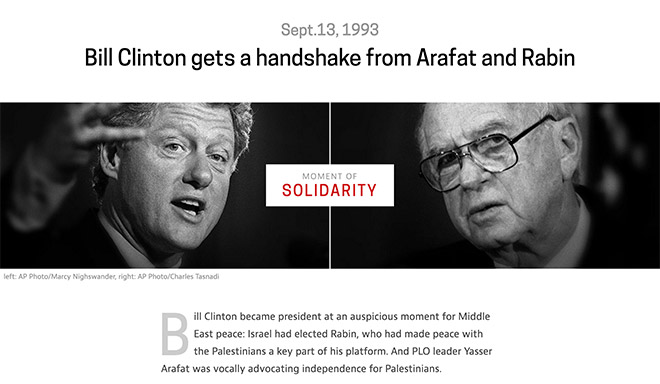 Sept.13, 1993
Bill Clinton gets a handshake from Arafat and Rabin
MOMENT OF
SOLIDARITY
left: AP Photo/Marcy Nighswander, right: AP Photo/Charles Tasnadi
Bill Clinton became president at an auspicious moment for Middle
East peace: Israel had elected Rabin, who had made peace with
the Palestinians a key part of his platform. And PLO leader Yasser
Arafat was vocally advocating independence for Palestinians.